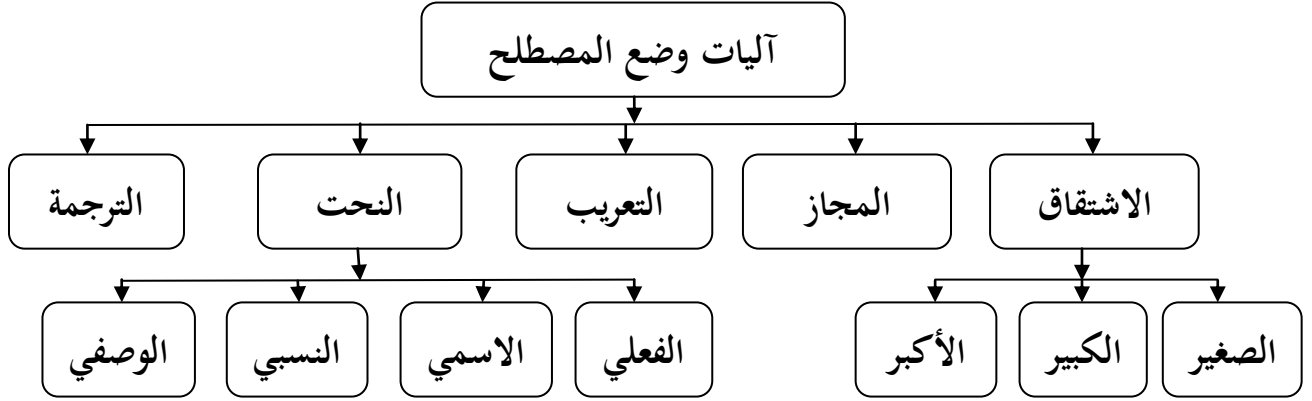 آليات وضع المصطلح
الاشتقاق المجاز التعريب النحت الترجمة
الصغير الكبير الأكبر الفعلي الاسمي النسبي الوصفي